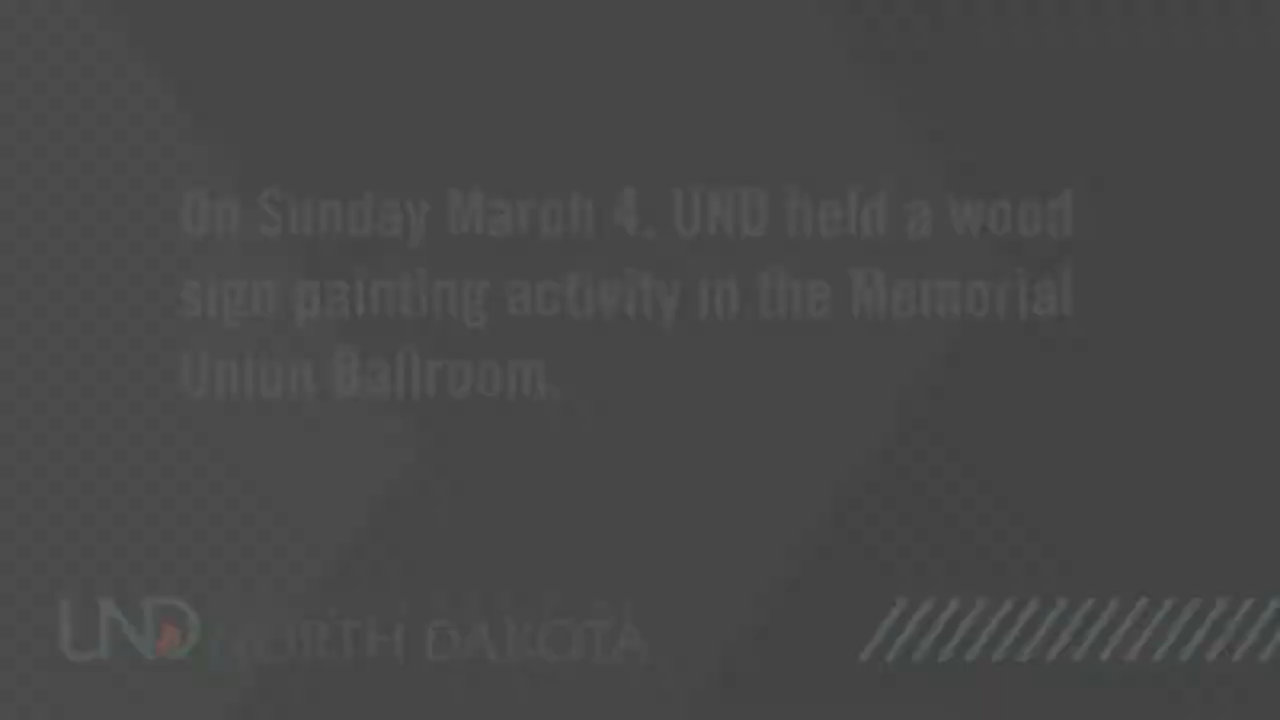 On Sunday March 4, UND held a wood
sign painting activity in the Memorial
Union Ballroom.
UND NORTH DAKOTA